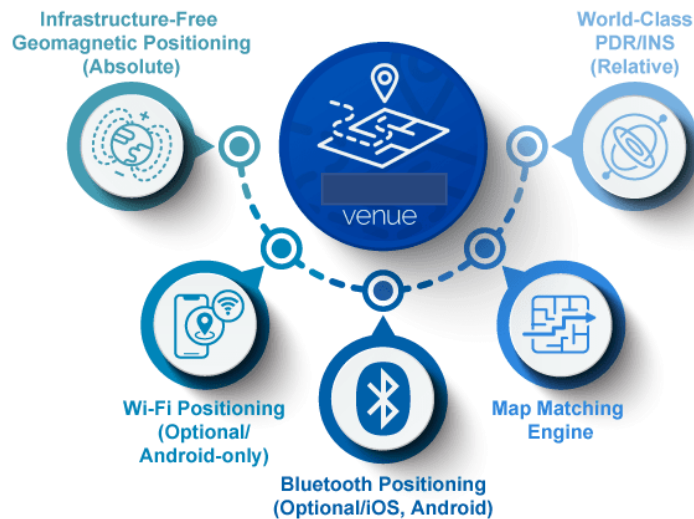 Infrastructure-Free
Geomagnetic Positioning
(Absolute)
World-Class
PDR/INS
(Relative)
venue
Wi-Fi Positioning
(Optional/
Android-only)
Map Matching
Engine
Bluetooth Positioning
(Optional/iOS, Android)